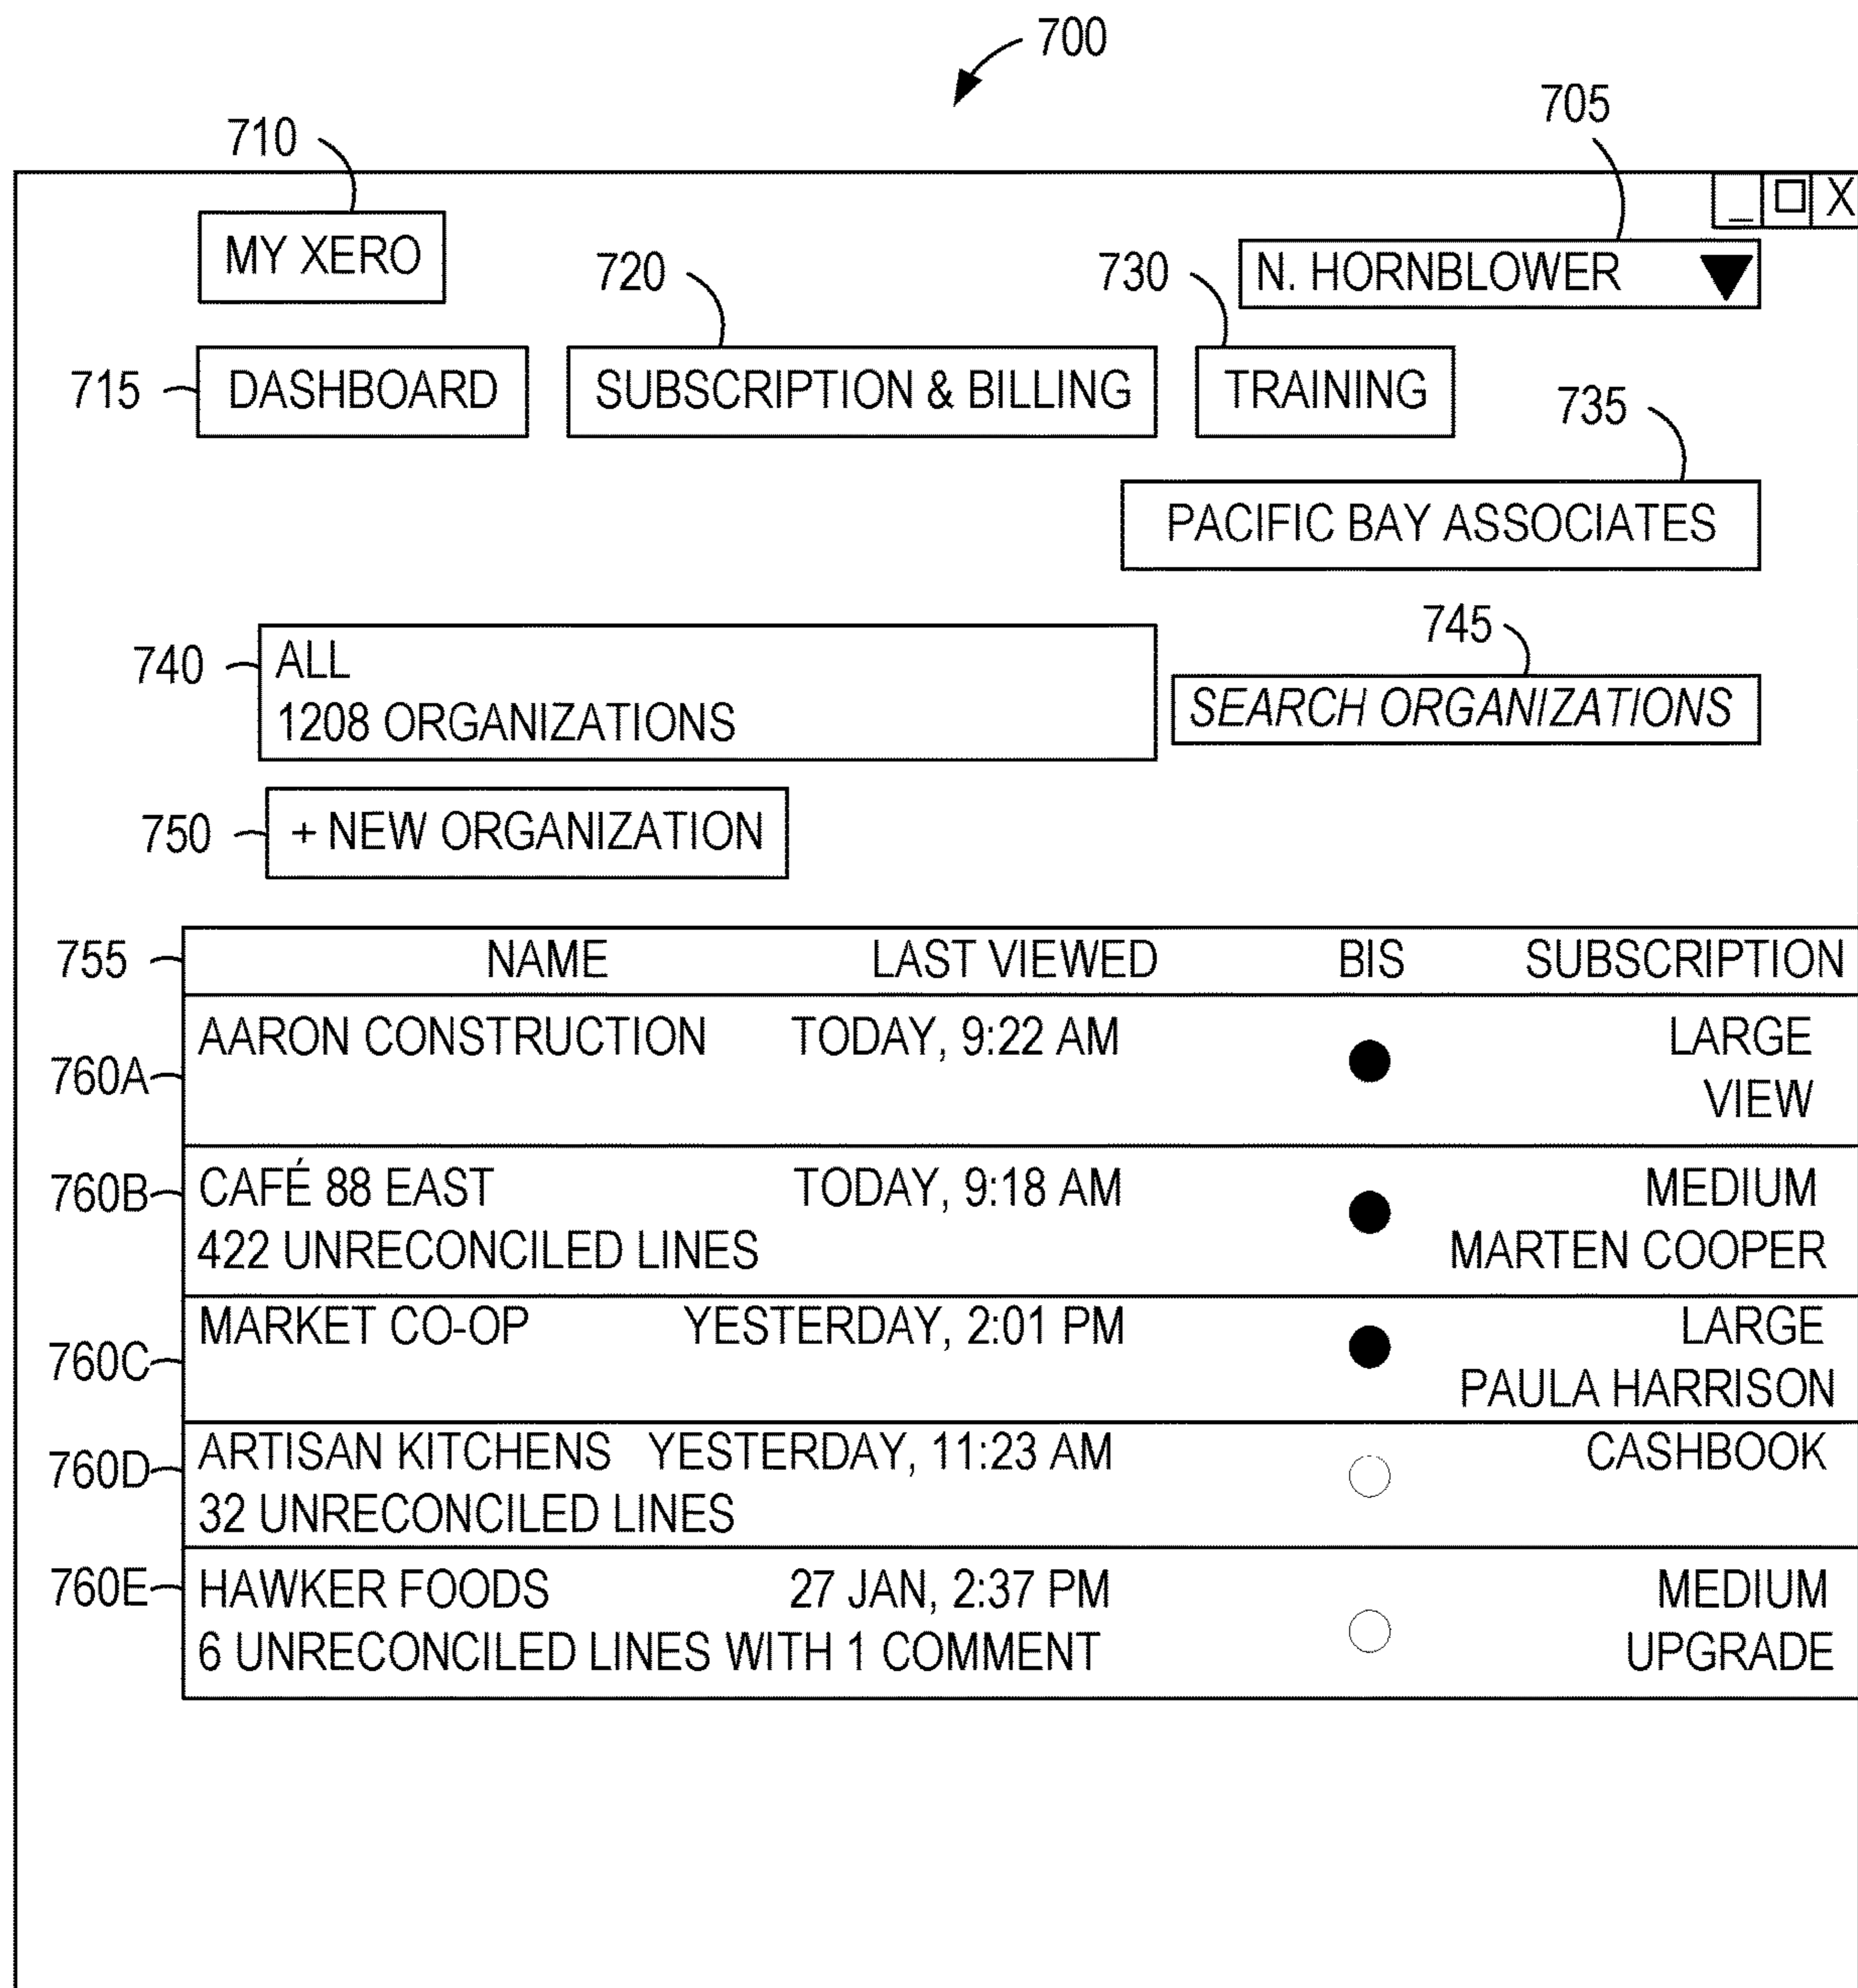 700
705
710
_ □ X
MY XERO
N. HORNBLOWER
720
730
715
DASHBOARD
SUBSCRIPTION & BILLING
TRAINING
735
PACIFIC BAY ASSOCIATES
740
ALL
1208 ORGANIZATIONS
745
SEARCH ORGANIZATIONS
750
+ NEW ORGANIZATION
755
NAME LAST VIEWED BIS SUBSCRIPTION
760A
AARON CONSTRUCTION TODAY, 9:22 AM LARGE
VIEW
760B
CAFÉ 88 EAST TODAY, 9:18 AM MEDIUM
422 UNRECONCILED LINES MARTEN COOPER
760C
MARKET CO-OP YESTERDAY, 2:01 PM LARGE
PAULA HARRISON
760D
ARTISAN KITCHENS YESTERDAY, 11:23 AM CASHBOOK
32 UNRECONCILED LINES
760E
HAWKER FOODS 27 JAN, 2:37 PM MEDIUM
6 UNRECONCILED LINES WITH 1 COMMENT UPGRADE